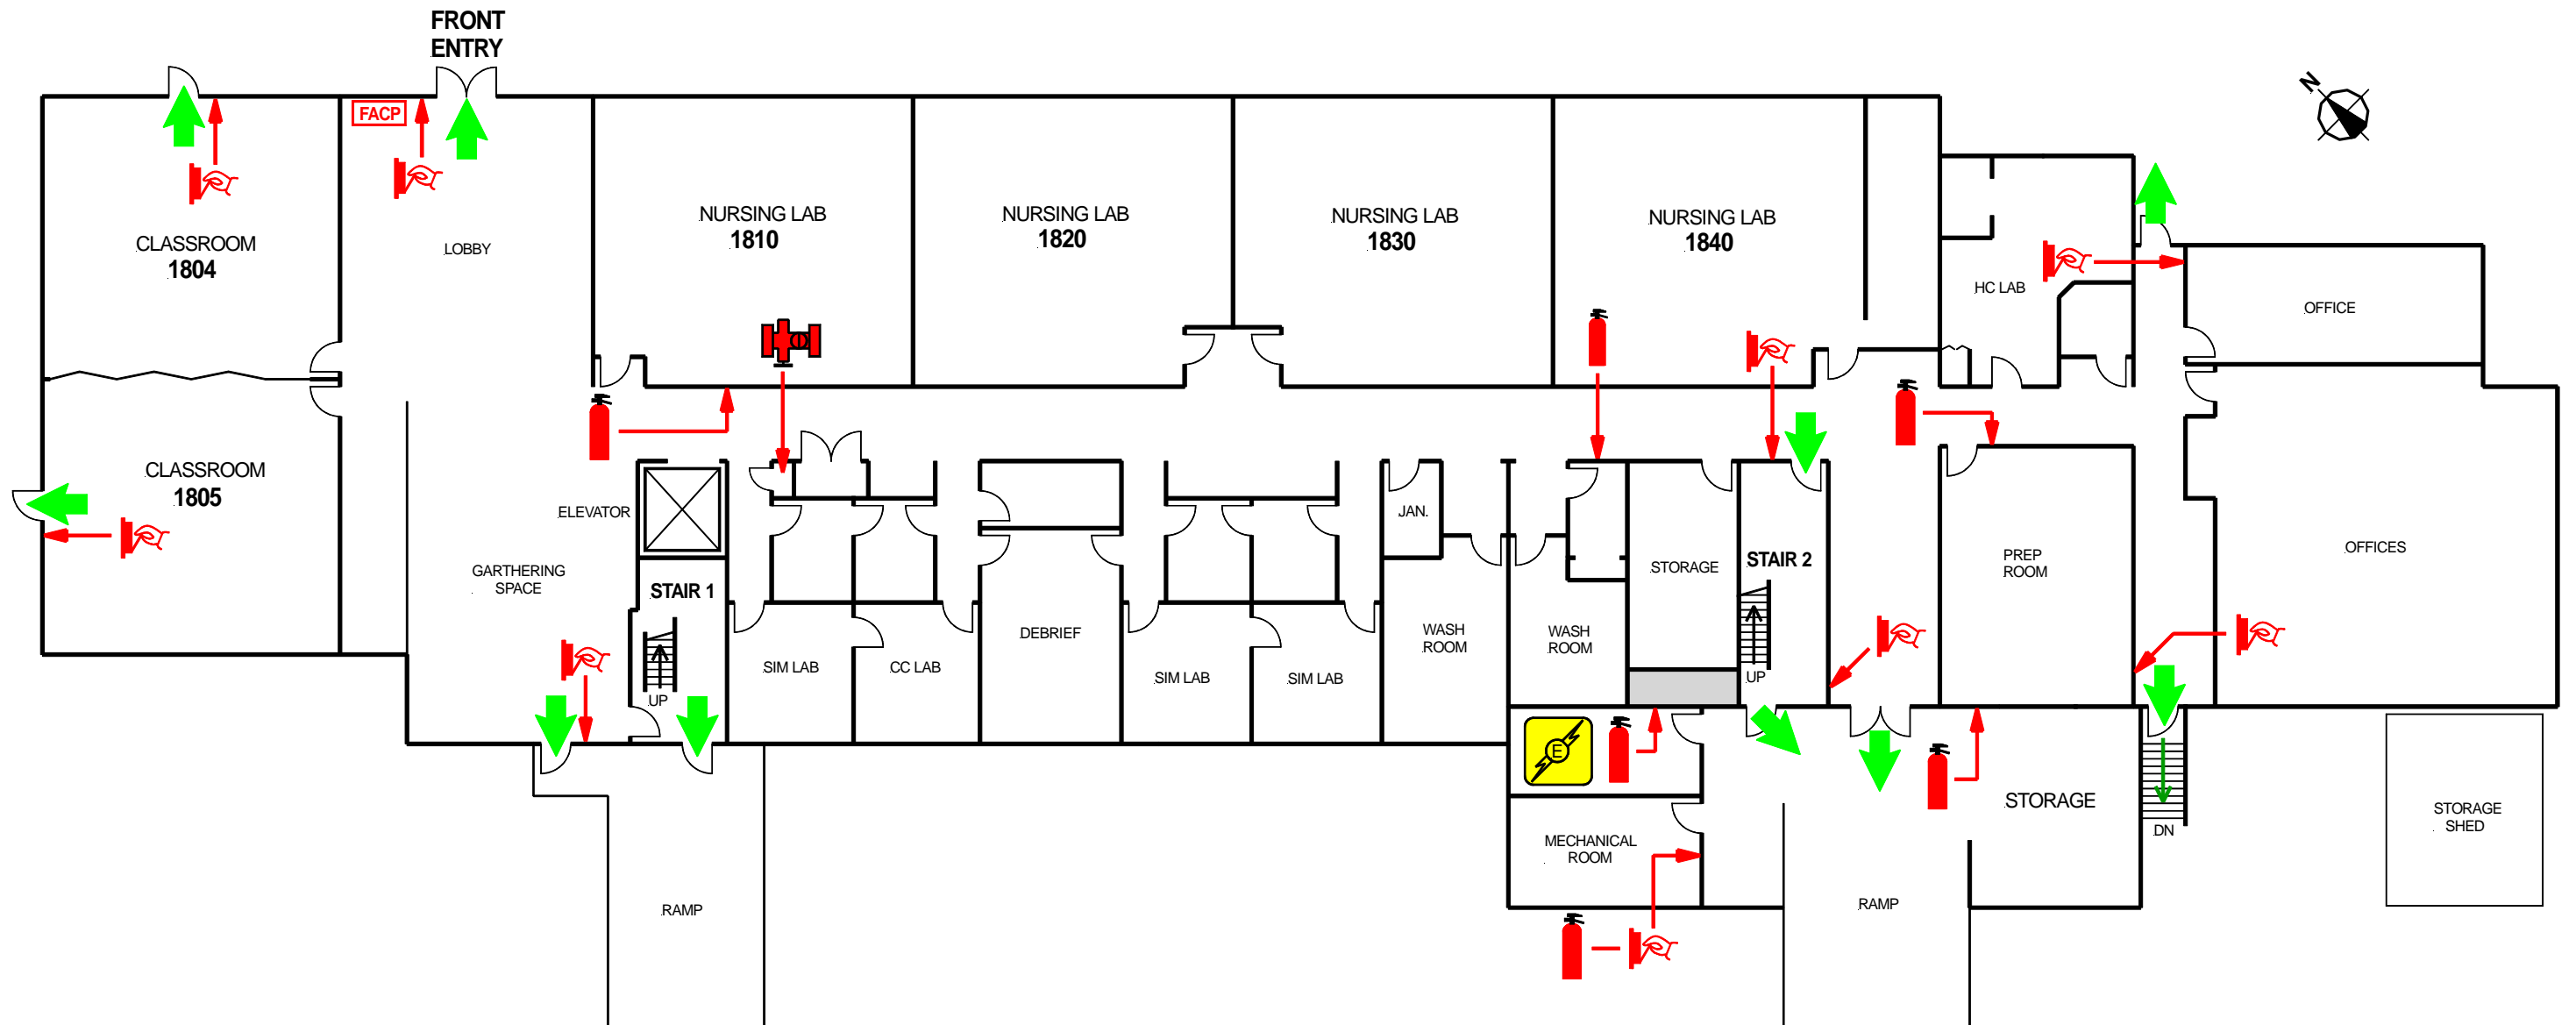 FRONT
ENTRY
N
FACP
CLASSROOM
1804
LOBBY
NURSING LAB
1810
NURSING LAB
1820
NURSING LAB
1830
NURSING LAB
1840
HC LAB
OFFICE
CLASSROOM
1805
ELEVATOR
GARTHERING
SPACE
STAIR 1
UP
SIM LAB
CC LAB
DEBRIEF
SIM LAB
SIM LAB
JAN.
WASH
ROOM
WASH
ROOM
STORAGE
STAIR 2
UP
PREP
ROOM
OFFICES
E
MECHANICAL
ROOM
STORAGE
DN
STORAGE
SHED
RAMP
RAMP